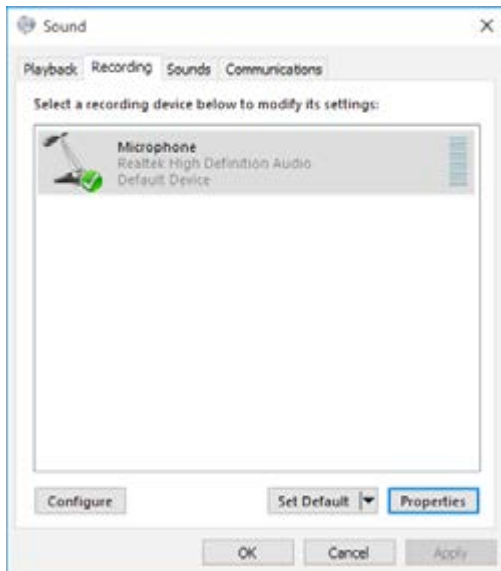 Sound
Playback Recording Sounds Communications
Select a recording device below to modify its settings:
Microphone
Realtek High Definition Audio
Default Device
Configure Set Default Properties
OK Cancel Apply